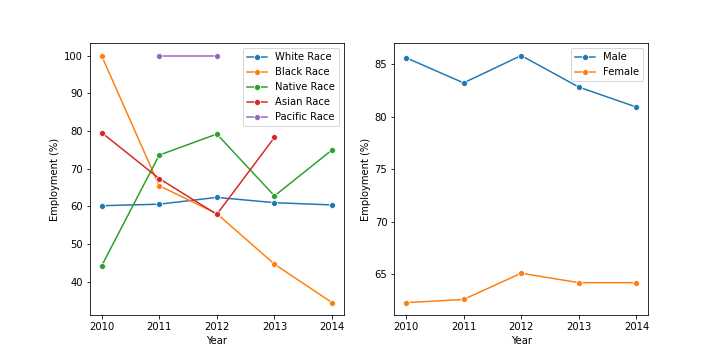 100
90
80
70
60
50
40
Employment (%)
2010 2011 2012 2013 2014
Year
White Race
Black Race
Native Race
Asian Race
Pacific Race
85
80
75
70
65
Employment (%)
2010 2011 2012 2013 2014
Year
Male
Female